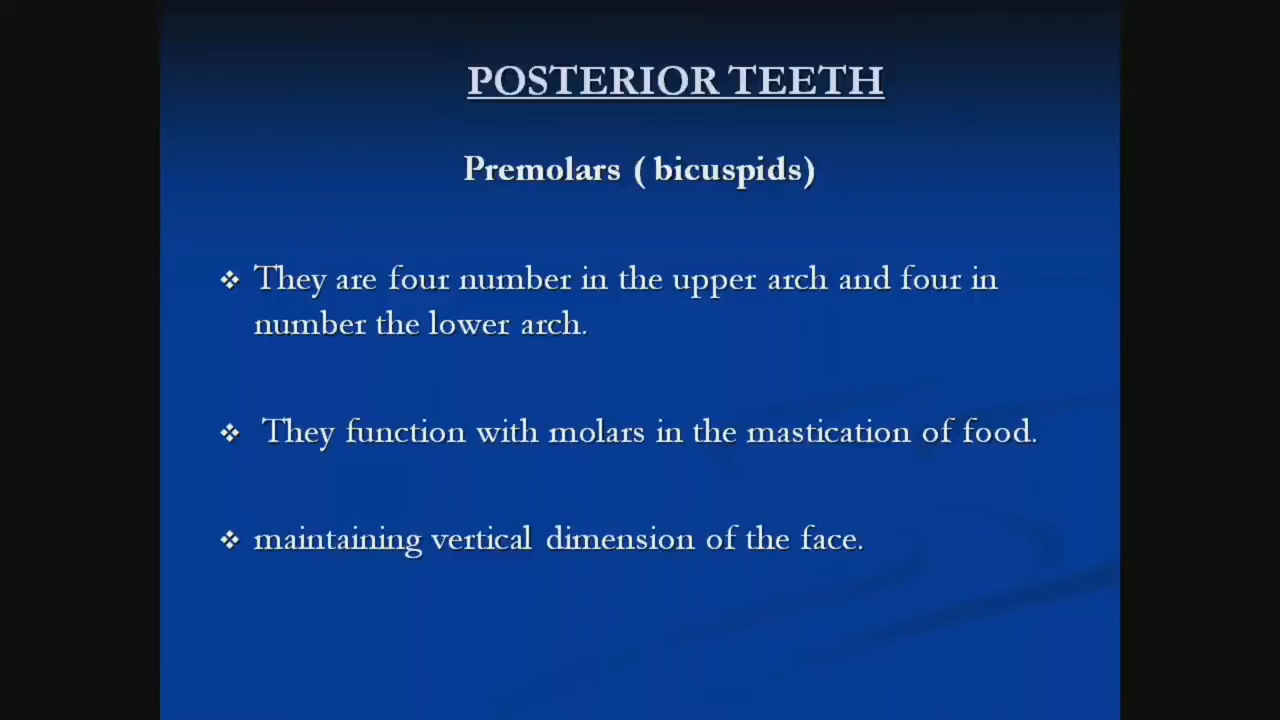 POSTERIOR TEETH
Premolars ( bicuspids)
❖ They are four number in the upper arch and four in
number the lower arch.
❖ They function with molars in the mastication of food.
❖ maintaining vertical dimension of the face.